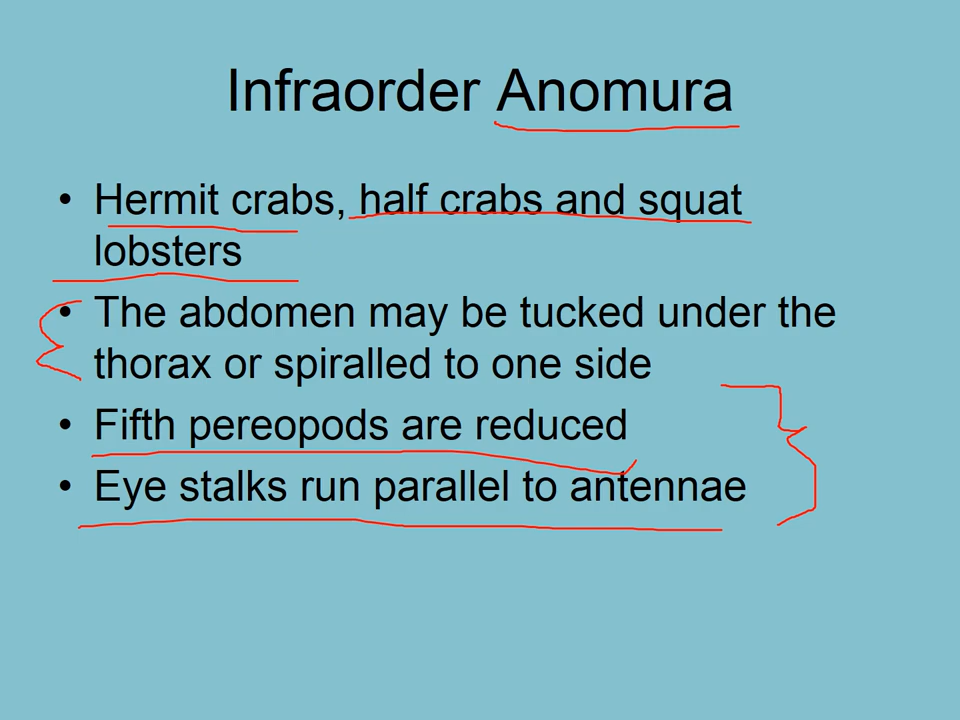 Infraorder Anomura
• Hermit crabs, half crabs and squat
lobsters
• The abdomen may be tucked under the
thorax or spiralled to one side
• Fifth pereopods are reduced
• Eye stalks run parallel to antennae